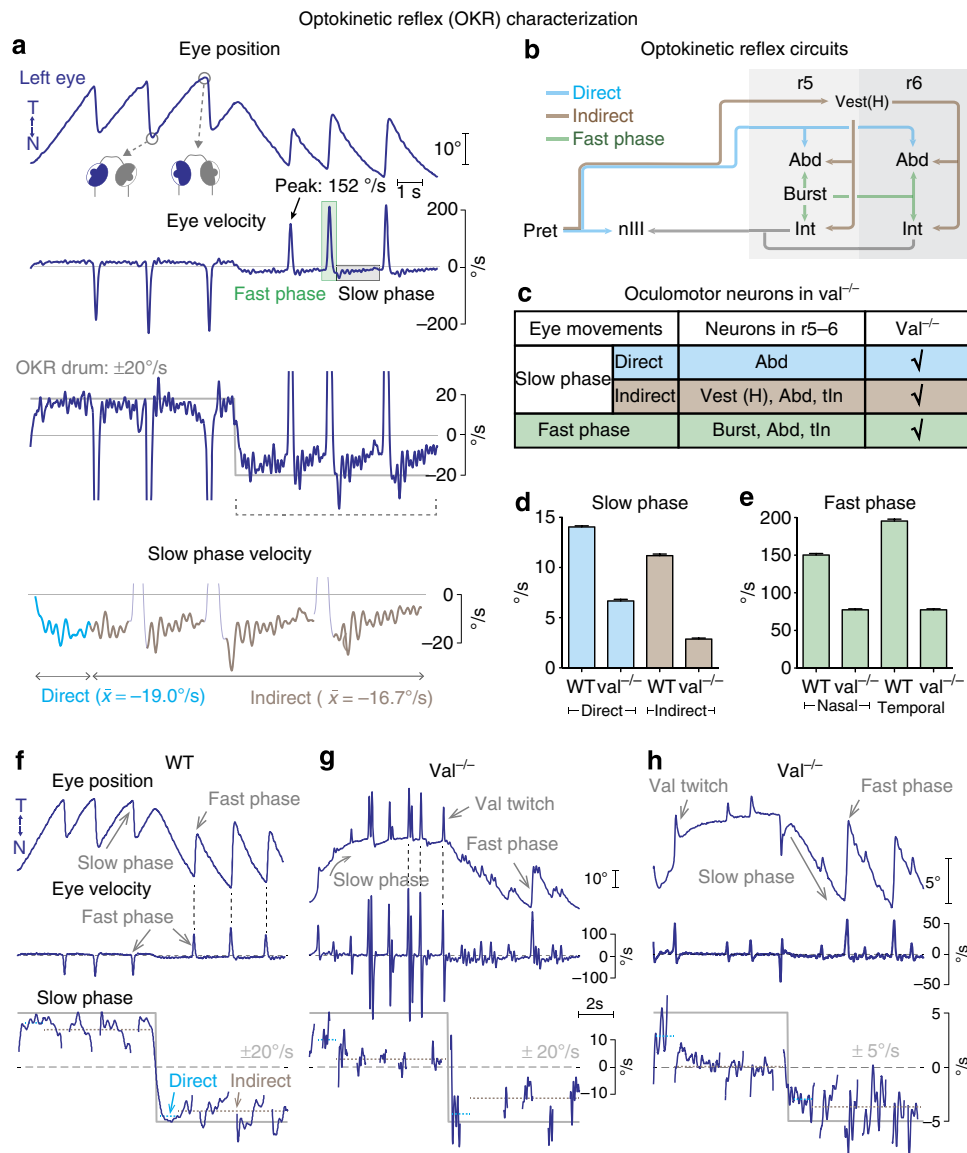 Optokinetic reflex (OKR) characterization
a
Eye position
Left eye
T
N
10°
1 s
Peak: 152 °/s
Eye velocity
200
0
−200
°/s
Fast phase
Slow phase
OKR drum: ±20°/s
20
0
−20
°/s
Slow phase velocity
0
−20
°/s
Direct (x̄ = −19.0°/s)
Indirect ( x̄ = −16.7°/s)
b
Optokinetic reflex circuits
Direct
Indirect
Fast phase
r5
r6
Vest(H)
Abd
Abd
Burst
Pret
nIII
Int
Int
c
Oculomotor neurons in val−/−
Eye movements
Neurons in r5–6
Val−/−
Slow phase
Direct
Abd
√
Indirect
Vest (H), Abd, tIn
√
Fast phase
Burst, Abd, tIn
√
d
Slow phase
15
10
5
0
°/s
WT val−/− WT val−/−
Direct
Indirect
e
Fast phase
200
150
100
50
0
°/s
WT val−/− WT val−/−
Nasal
Temporal
f
WT
Eye position
T
N
Fast phase
Slow phase
Eye velocity
Fast phase
Slow phase
±20°/s
Direct
Indirect
g
Val−/−
Val twitch
Fast phase
Slow phase
10°
100
0
−100
°/s
2s
± 20°/s
10
0
−10
°/s
h
Val−/−
Val twitch
Fast phase
Slow phase
5°
50
0
−50
°/s
± 5°/s
5
0
−5
°/s